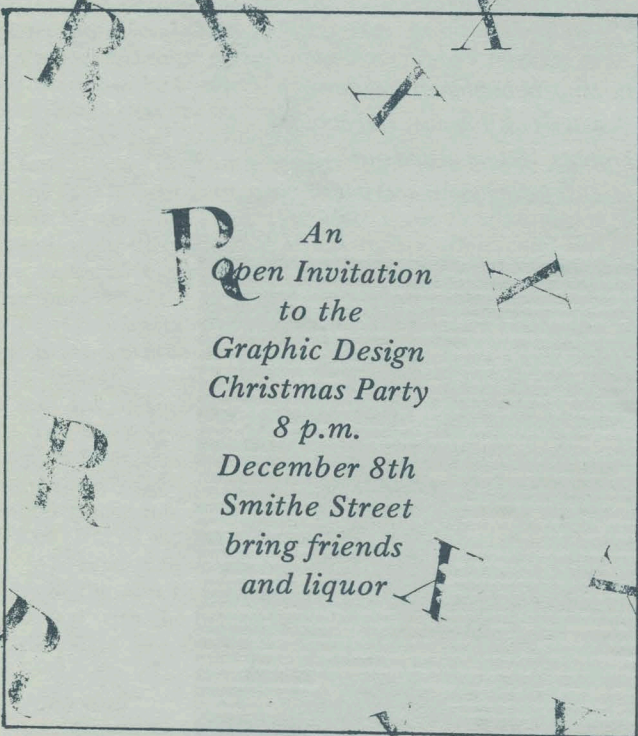 R R X
X
R
An
Open Invitation
X
to the
Graphic Design
Christmas Party
8 p.m.
December 8th
R
Smithe Street
bring friends
and liquor
R